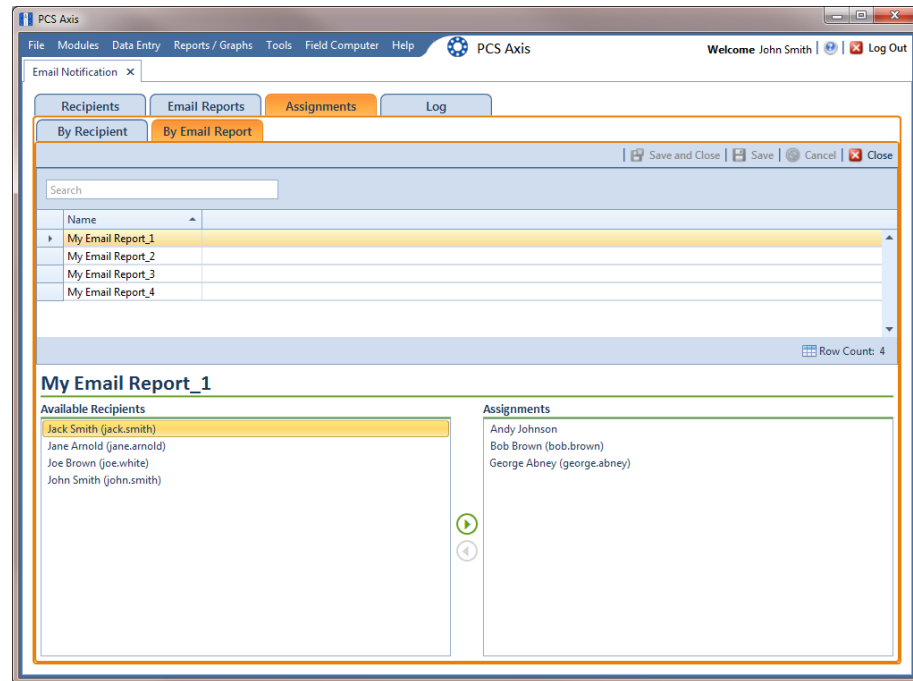 PCS Axis
File Modules Data Entry Reports / Graphs Tools Field Computer Help PCS Axis Welcome John Smith | | Log Out
Email Notification X
Recipients Email Reports Assignments Log
By Recipient By Email Report
| Save and Close | Save | Cancel | Close
Search
Name
My Email Report_1
My Email Report_2
My Email Report_3
My Email Report_4
Row Count: 4
My Email Report_1
Available Recipients Assignments
Jack Smith (jack.smith) Andy Johnson
Jane Arnold (jane.arnold) Bob Brown (bob.brown)
Joe Brown (joe.white) George Abney (george.abney)
John Smith (john.smith)